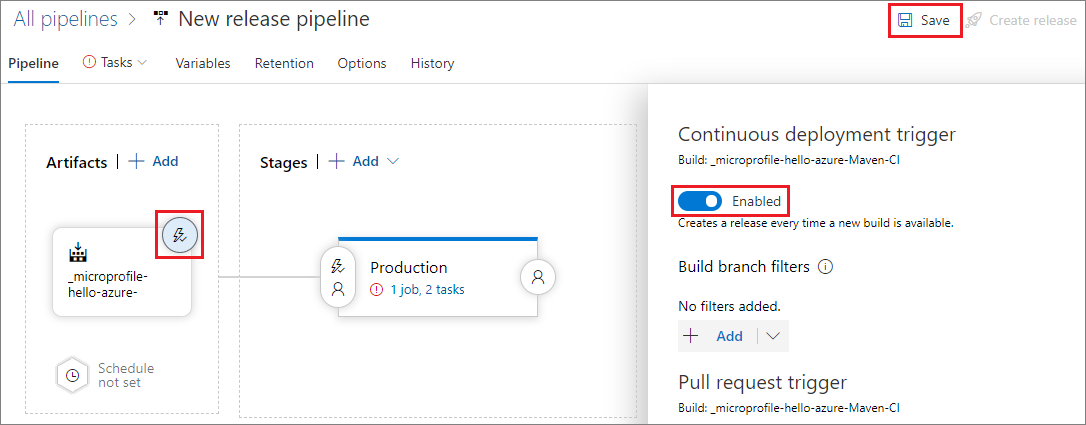 All pipelines > New release pipeline
Save
Create release
Pipeline
Tasks
Variables
Retention
Options
History
Artifacts | + Add
Stages | + Add
_microprofile-
hello-azure-
Schedule
not set
Production
1 job, 2 tasks
Continuous deployment trigger
Build: _microprofile-hello-azure-Maven-CI
Enabled
Creates a release every time a new build is available.
Build branch filters
No filters added.
+ Add
Pull request trigger
Build: _microprofile-hello-azure-Maven-CI